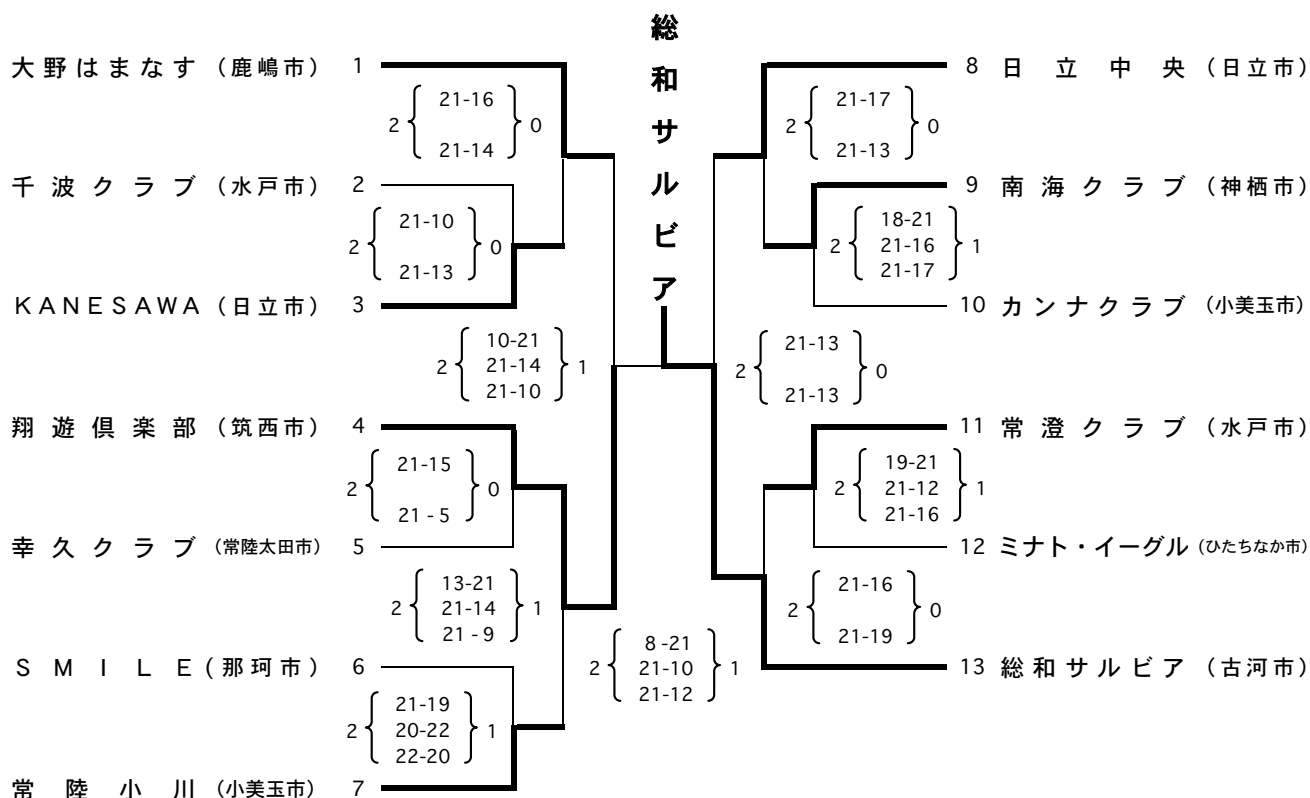 総和サルビア
大野はまなす（鹿嶋市） 1
2 { 21-16 21-14 } 0
千波クラブ（水戸市） 2
2 { 21-10 21-13 } 0
KANESAWA（日立市） 3
2 { 10-21 21-14 21-10 } 1
翔遊倶楽部（筑西市） 4
2 { 21-15 21-5 } 0
幸久クラブ（常陸太田市） 5
2 { 13-21 21-14 21-9 } 1
SMILE（那珂市） 6
2 { 21-19 20-22 22-20 } 1
常陸小川（小美玉市） 7
2 { 8-21 21-10 21-12 } 1
8 日立中央（日立市）
2 { 21-17 21-13 } 0
9 南海クラブ（神栖市）
2 { 18-21 21-16 21-17 } 1
10 カンナクラブ（小美玉市）
2 { 21-13 21-13 } 0
11 常澄クラブ（水戸市）
2 { 19-21 21-12 21-16 } 1
12 ミナト・イーグル（ひたちなか市）
2 { 21-16 21-19 } 0
13 総和サルビア（古河市）